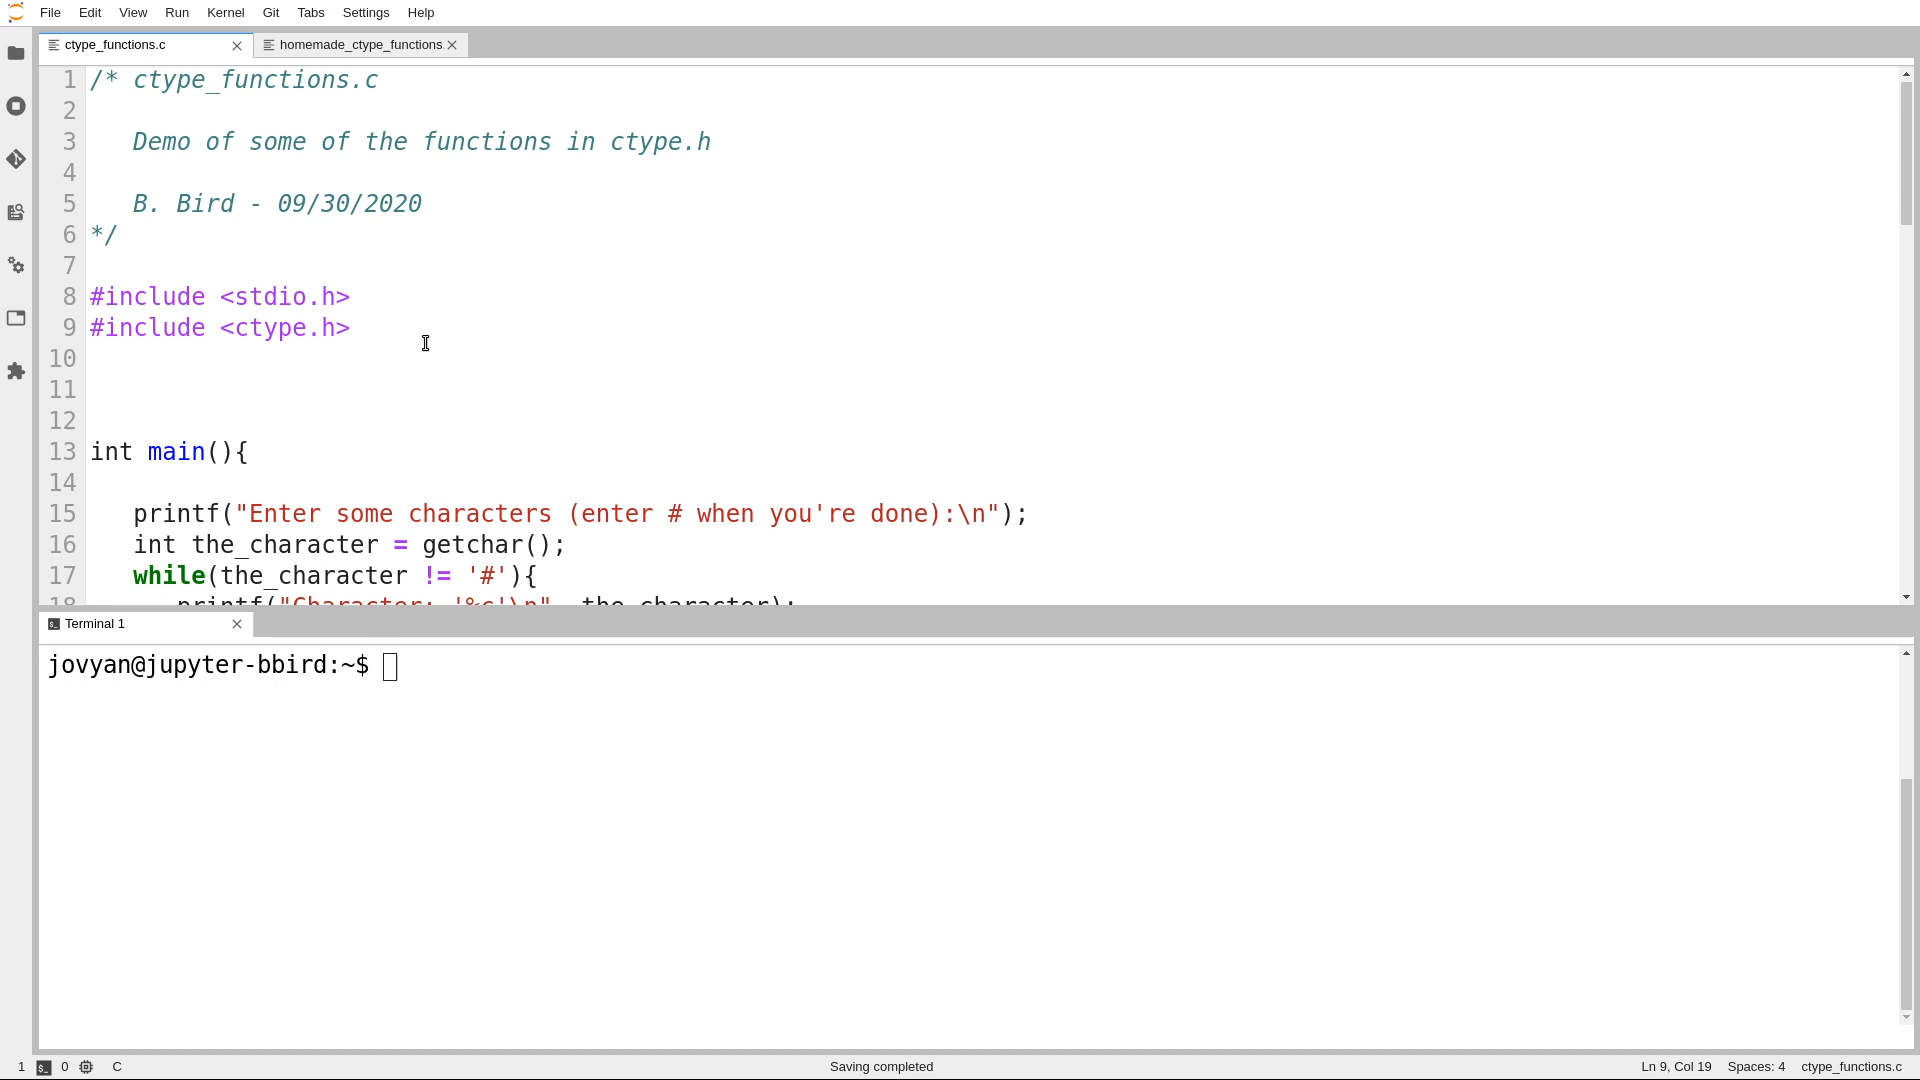 File Edit View Run Kernel Git Tabs Settings Help
ctype_functions.c
homemade_ctype_functions.
1 /* ctype_functions.c
2
3 Demo of some of the functions in ctype.h
4
5 B. Bird - 09/30/2020
6 */
7
8 #include <stdio.h>
9 #include <ctype.h>
10
11
12
13 int main(){
14
15 printf("Enter some characters (enter # when you're done):\n");
16 int the_character = getchar();
17 while(the_character != '#'){
18 printf("Character: '%c'\n", the_character);
Terminal 1
jovyan@jupyter-bbird:~$
1 0 C Saving completed Ln 9, Col 19 Spaces: 4 ctype_functions.c